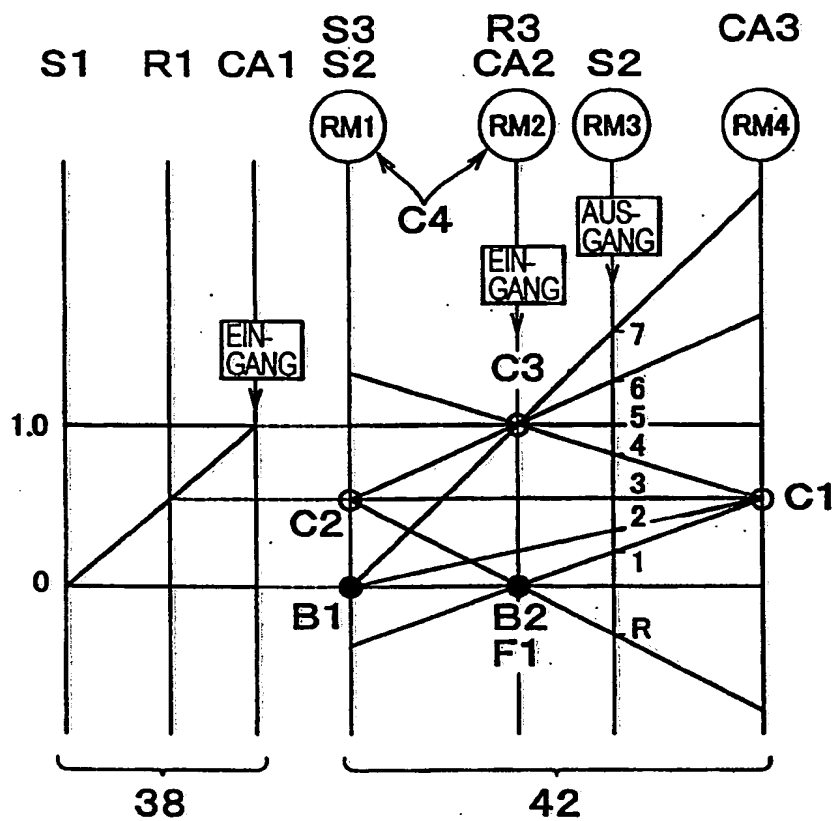 S3 R3 CA3
S1 R1 CA1 S2 CA2 S2
RM1 RM2 RM3 RM4
C4
AUS-
GANG
EIN-
GANG
EIN-
GANG
7
C3
6
1.0
5
4
3
C1
C2
2
1
0
B1 B2
R
F1
38 42